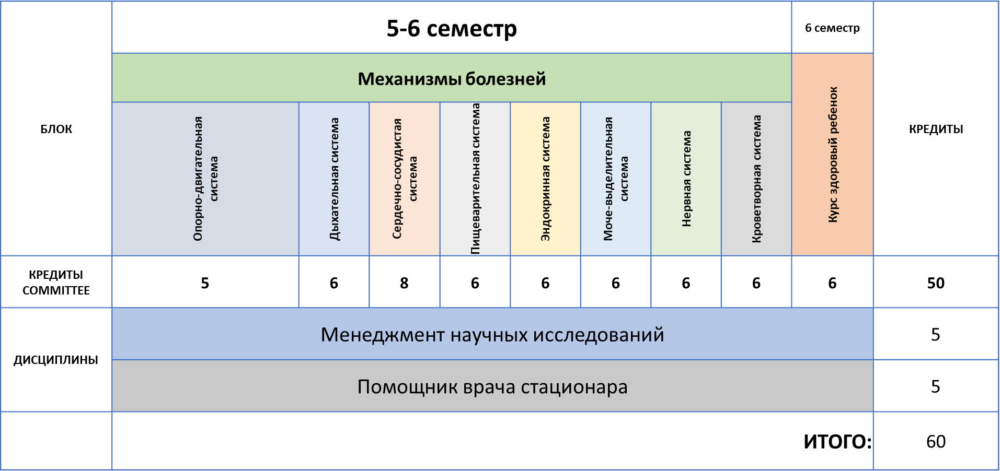 БЛОК
5-6 семестр
6 семестр
КРЕДИТЫ
Механизмы болезней
Опорно-двигательная
система
Дыхательная система
Сердечно-сосудистая
система
Пищеварительная система
Эндокринная система
Моче-выделительная
система
Нервная система
Кроветворная система
Курс здоровый ребенок
КРЕДИТЫ
COMMITTEE
5
6
8
6
6
6
6
6
6
50
ДИСЦИПЛИНЫ
Менеджмент научных исследований
5
Помощник врача стационара
5
ИТОГО:
60